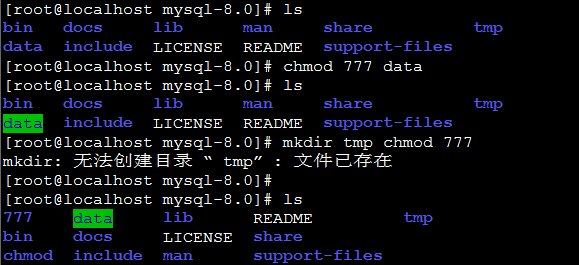 [root@localhost mysql-8.0]# ls
bin docs lib man share tmp
data include LICENSE README support-files
[root@localhost mysql-8.0]# chmod 777 data
[root@localhost mysql-8.0]# ls
bin docs lib man share tmp
data include LICENSE README support-files
[root@localhost mysql-8.0]# mkdir tmp chmod 777
mkdir: 无法创建目录 “ tmp” : 文件已存在
[root@localhost mysql-8.0]#
[root@localhost mysql-8.0]# ls
777 data lib README tmp
bin docs LICENSE share
chmod include man support-files